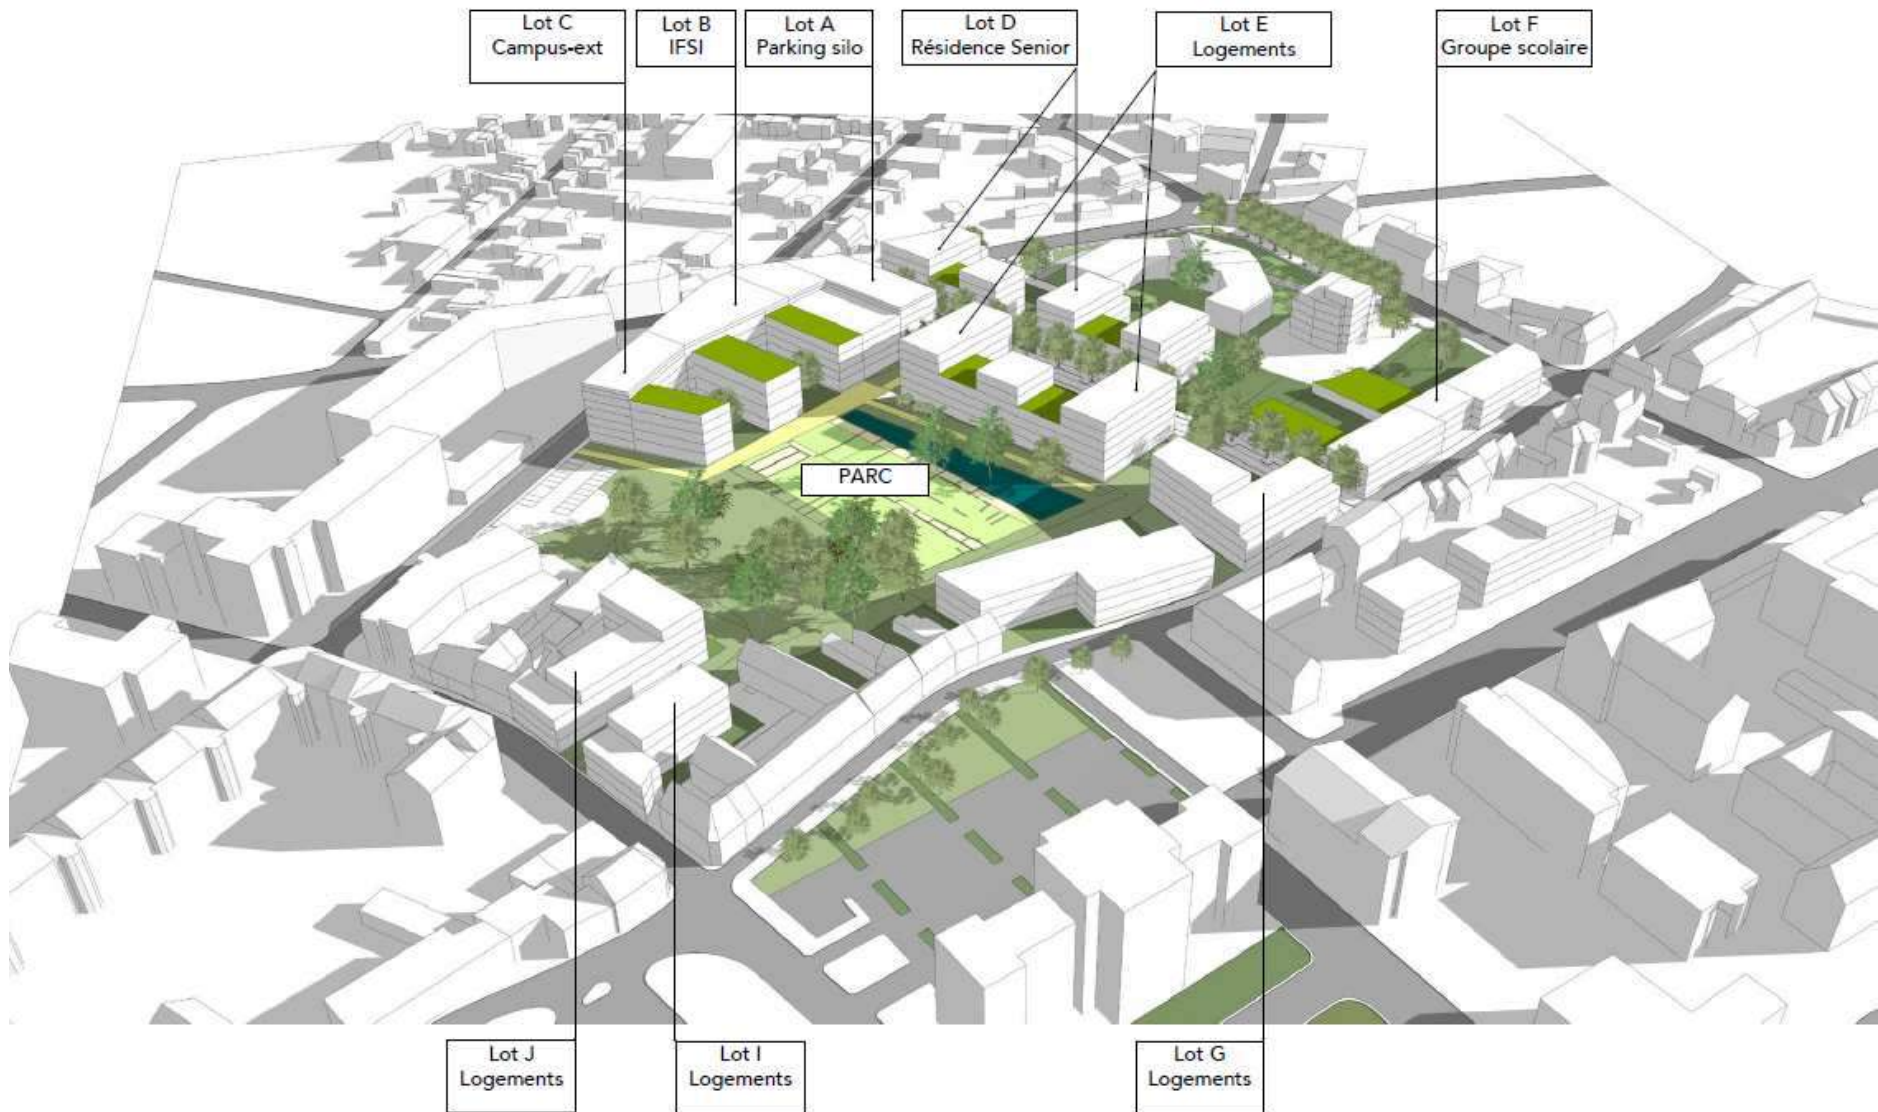 Lot C
Campus-ext
Lot B
IFSI
Lot A
Parking silo
Lot D
Résidence Senior
Lot E
Logements
Lot F
Groupe scolaire
PARC
Lot J
Logements
Lot I
Logements
Lot G
Logements